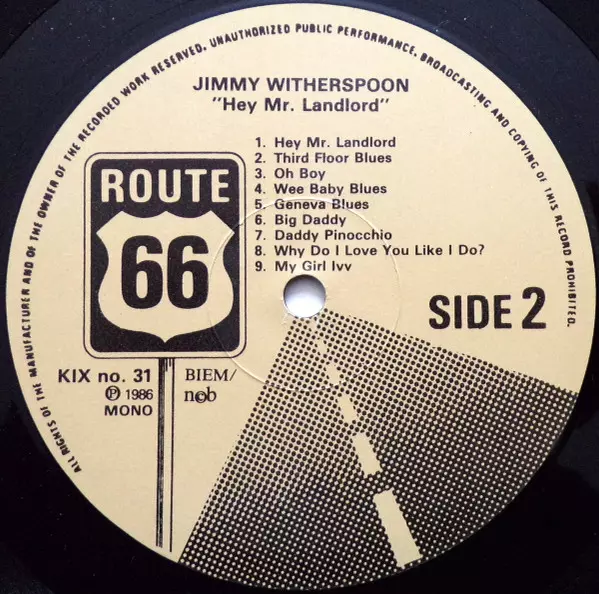 ALL RIGHTS OF THE MANUFACTURER AND OF THE OWNER OF THE RECORDED WORK RESERVED. UNAUTHORIZED PUBLIC PERFORMANCE, BROADCASTING AND COPYING OF THIS RECORD PROHIBITED.
JIMMY WITHERSPOON
"Hey Mr. Landlord"
1. Hey Mr. Landlord
2. Third Floor Blues
3. Oh Boy
4. Wee Baby Blues
5. Geneva Blues
6. Big Daddy
7. Daddy Pinocchio
8. Why Do I Love You Like I Do?
9. My Girl Ivv
ROUTE
66
SIDE 2
KIX no. 31
℗ 1986
MONO
BIEM/
ncb